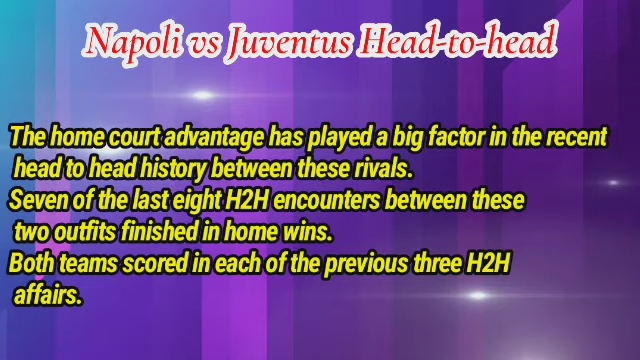 Napoli vs Juventus Head-to-head
The home court advantage has played a big factor in the recent
head to head history between these rivals.
Seven of the last eight H2H encounters between these
two outfits finished in home wins.
Both teams scored in each of the previous three H2H
affairs.